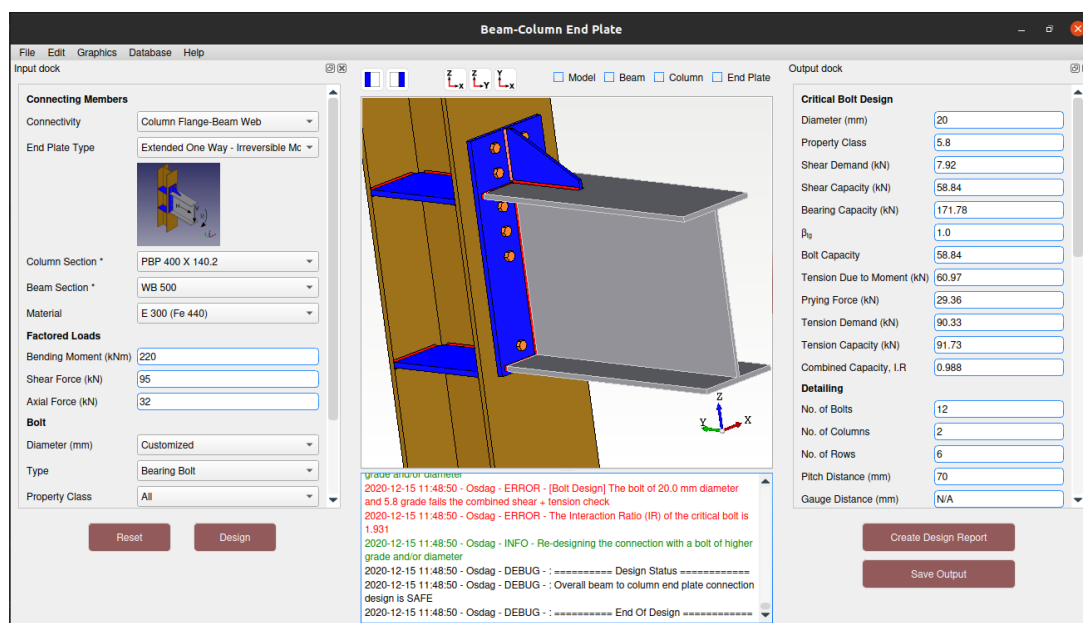 Beam-Column End Plate
File Edit Graphics Database Help
Input dock
Connecting Members
Connectivity Column Flange-Beam Web
End Plate Type Extended One Way - Irreversible Mc
Column Section * PBP 400 X 140.2
Beam Section * WB 500
Material E 300 (Fe 440)
Factored Loads
Bending Moment (kNm) 220
Shear Force (kN) 95
Axial Force (kN) 32
Bolt
Diameter (mm) Customized
Type Bearing Bolt
Property Class All
Reset Design
Z X Z Y Y X
Model Beam Column End Plate
Z
Y X
grade and/or diameter
2020-12-15 11:48:50 - Osdag - ERROR - [Bolt Design] The bolt of 20.0 mm diameter
and 5.8 grade fails the combined shear + tension check
2020-12-15 11:48:50 - Osdag - ERROR - The Interaction Ratio (IR) of the critical bolt is
1.931
2020-12-15 11:48:50 - Osdag - INFO - Re-designing the connection with a bolt of higher
grade and/or diameter
2020-12-15 11:48:50 - Osdag - DEBUG - : ========== Design Status ============
2020-12-15 11:48:50 - Osdag - DEBUG - : Overall beam to column end plate connection
design is SAFE
2020-12-15 11:48:50 - Osdag - DEBUG - : ========== End Of Design ============
Output dock
Critical Bolt Design
Diameter (mm) 20
Property Class 5.8
Shear Demand (kN) 7.92
Shear Capacity (kN) 58.84
Bearing Capacity (kN) 171.78
βlg 1.0
Bolt Capacity 58.84
Tension Due to Moment (kN) 60.97
Prying Force (kN) 29.36
Tension Demand (kN) 90.33
Tension Capacity (kN) 91.73
Combined Capacity, I.R 0.988
Detailing
No. of Bolts 12
No. of Columns 2
No. of Rows 6
Pitch Distance (mm) 70
Gauge Distance (mm) N/A
Create Design Report
Save Output